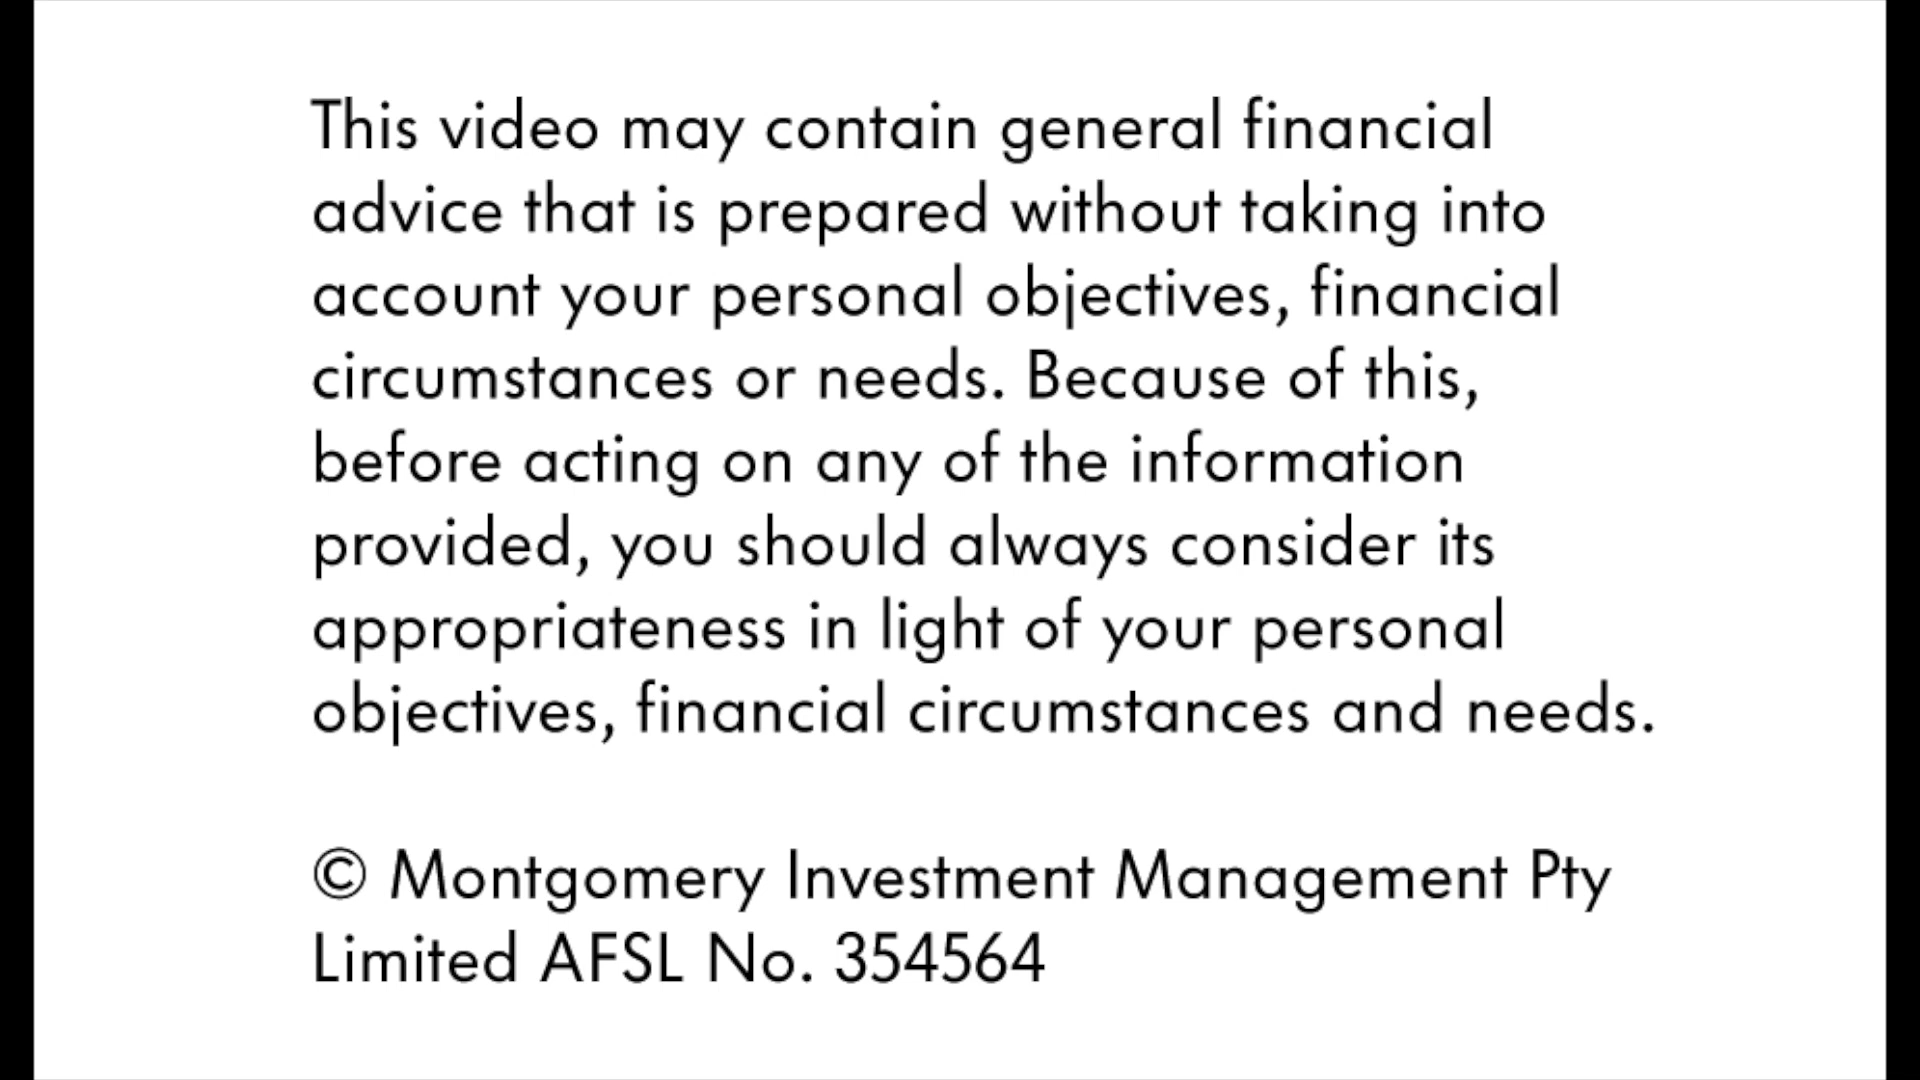 This video may contain general financial
advice that is prepared without taking into
account your personal objectives, financial
circumstances or needs. Because of this,
before acting on any of the information
provided, you should always consider its
appropriateness in light of your personal
objectives, financial circumstances and needs.
© Montgomery Investment Management Pty
Limited AFSL No. 354564